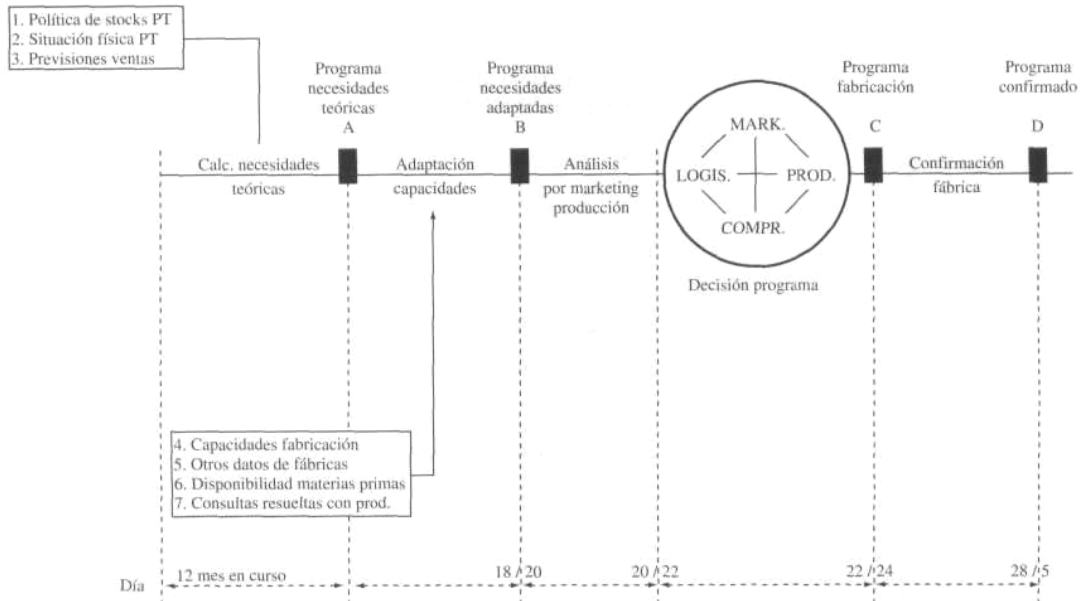 1. Política de stocks PT
2. Situación física PT
3. Previsiones ventas
Programa
necesidades
teóricas
A
Programa
necesidades
adaptadas
B
Programa
fabricación
C
Programa
confirmado
D
Calc. necesidades
teóricas
Adaptación
capacidades
Análisis
por marketing
producción
MARK.
LOGIS.
PROD.
COMPR.
Decisión programa
Confirmación
fábrica
4. Capacidades fabricación
5. Otros datos de fábricas
6. Disponibilidad materias primas
7. Consultas resueltas con prod.
Día
12 mes en curso
18 / 20
20 / 22
22 / 24
28 / 5